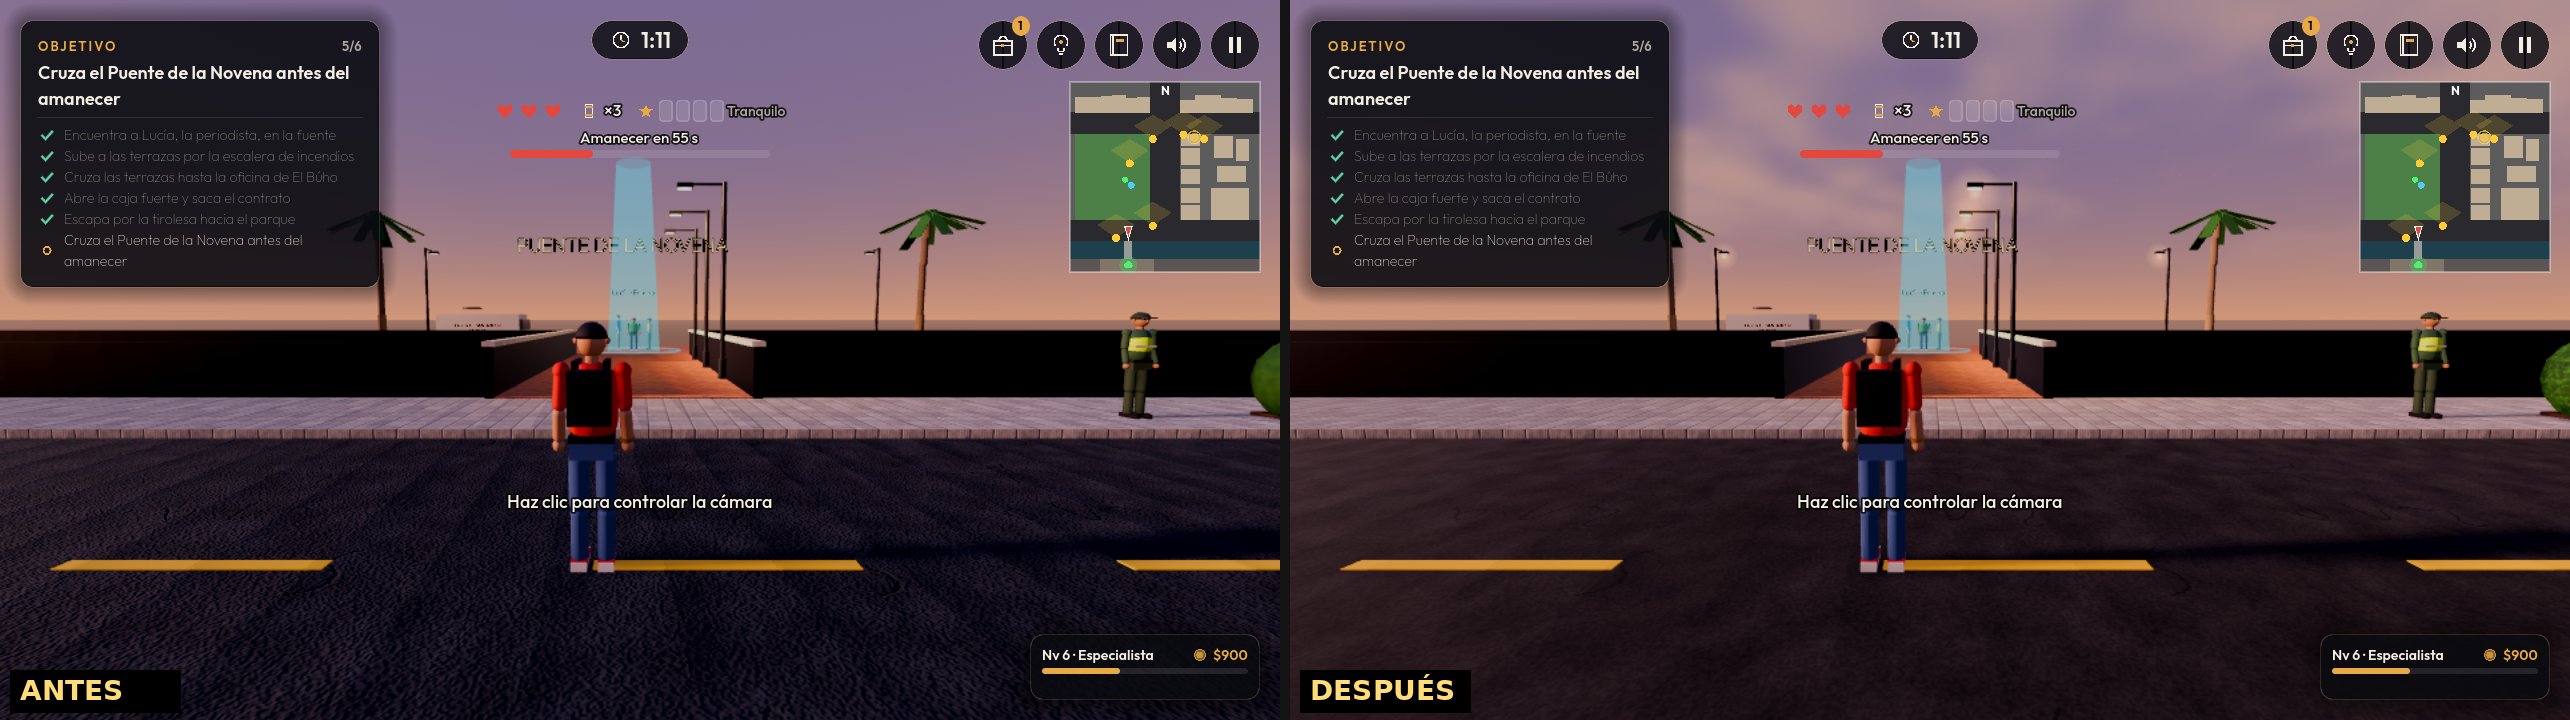 OBJETIVO 5/6
Cruza el Puente de la Novena antes del
amanecer
Encuentra a Lucía, la periodista, en la fuente
Sube a las terrazas por la escalera de incendios
Cruza las terrazas hasta la oficina de El Búho
Abre la caja fuerte y saca el contrato
Escapa por la tirolesa hacia el parque
Cruza el Puente de la Novena antes del
amanecer
1:11
×3 Tranquilo
Amanecer en 55 s
1
N
PUENTE DE LA NOVENA
Haz clic para controlar la cámara
Nv 6 · Especialista $900
ANTES
OBJETIVO 5/6
Cruza el Puente de la Novena antes del
amanecer
Encuentra a Lucía, la periodista, en la fuente
Sube a las terrazas por la escalera de incendios
Cruza las terrazas hasta la oficina de El Búho
Abre la caja fuerte y saca el contrato
Escapa por la tirolesa hacia el parque
Cruza el Puente de la Novena antes del
amanecer
1:11
×3 Tranquilo
Amanecer en 55 s
1
N
PUENTE DE LA NOVENA
Haz clic para controlar la cámara
Nv 6 · Especialista $900
DESPUÉS